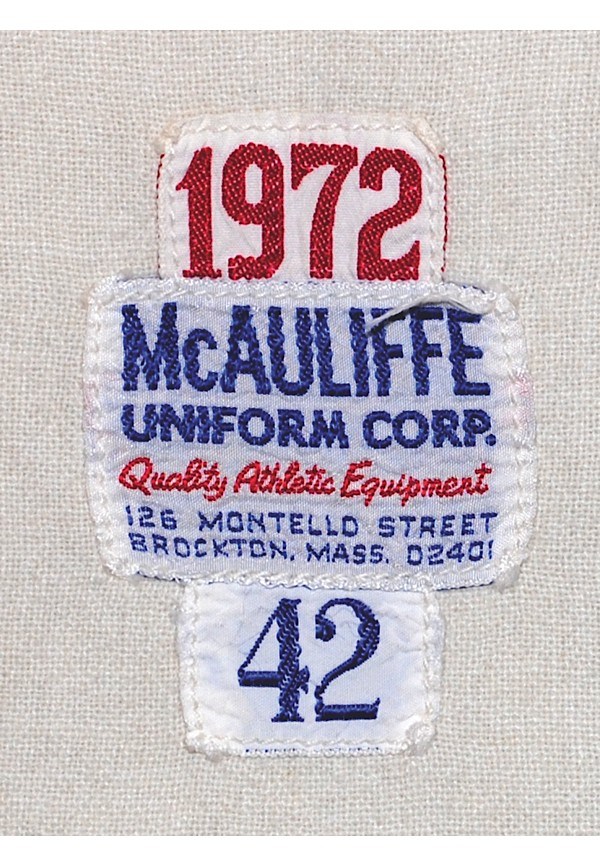 1972
McAULIFFE
UNIFORM CORP.
Quality Athletic Equipment
126 MONTELLO STREET
BROCKTON, MASS. 02401
42